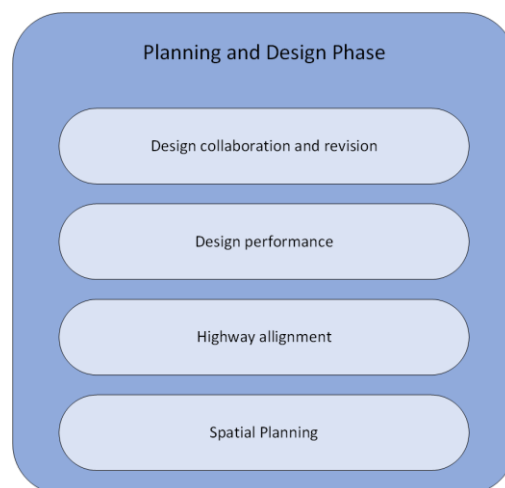 Planning and Design Phase
Design collaboration and revision
Design performance
Highway allignment
Spatial Planning